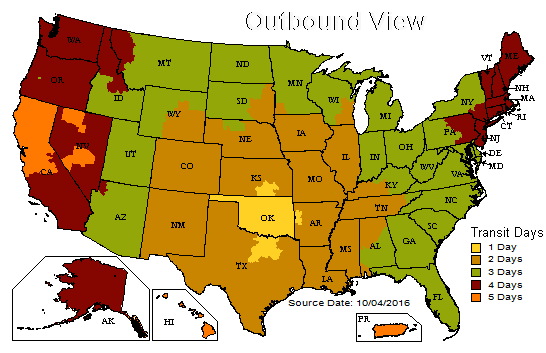 Outbound View
WA
OR
CA
NV
ID
MT
WY
UT
AZ
CO
NM
ND
SD
NE
KS
OK
TX
MN
IA
MO
AR
LA
WI
IL
MS
MI
IN
KY
TN
AL
OH
WV
GA
FL
SC
NC
VA
PA
NY
VT
ME
NH
MA
RI
CT
NJ
DE
MD
AK
HI
PR
Source Date: 10/04/2016
Transit Days
1 Day
2 Days
3 Days
4 Days
5 Days